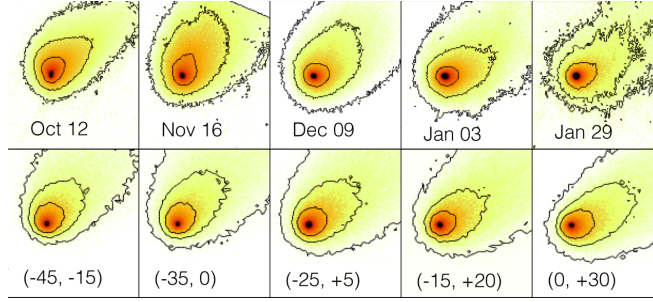 Oct 12
Nov 16
Dec 09
Jan 03
Jan 29
(-45, -15)
(-35, 0)
(-25, +5)
(-15, +20)
(0, +30)